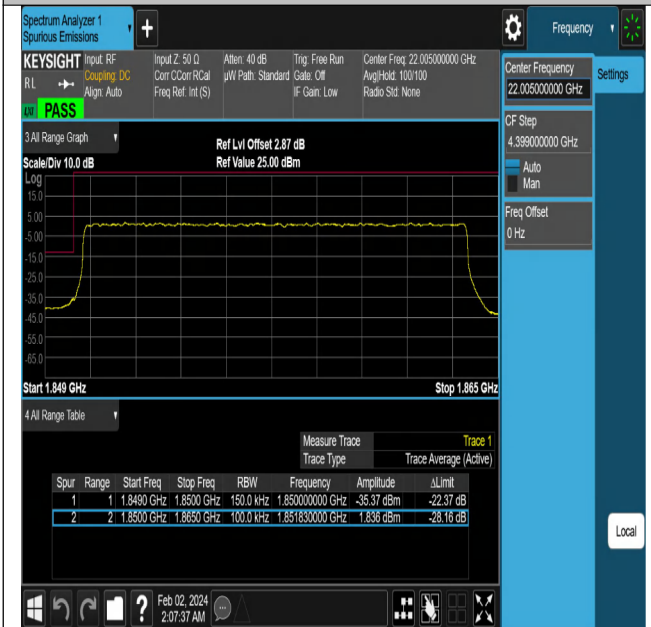 Spectrum Analyzer 1
Spurious Emissions
+
Frequency
KEYSIGHT
RL
Input: RF
Coupling: DC
Align: Auto
Input Z: 50 Ω
Corr CCorr RCal
Freq Ref: Int (S)
Atten: 40 dB
µW Path: Standard
Trig: Free Run
Gate: Off
IF Gain: Low
Center Freq: 22.005000000 GHz
Avg|Hold: 100/100
Radio Std: None
LXI PASS
Center Frequency
22.005000000 GHz
Settings
CF Step
4.399000000 GHz
Auto
Man
Freq Offset
0 Hz
3 All Range Graph
Scale/Div 10.0 dB
Ref Lvl Offset 2.87 dB
Ref Value 25.00 dBm
Log
15.0
5.00
-5.00
-15.0
-25.0
-35.0
-45.0
-55.0
-65.0
Start 1.849 GHz
Stop 1.865 GHz
4 All Range Table
Measure Trace Trace 1
Trace Type Trace Average (Active)
Spur Range Start Freq Stop Freq RBW Frequency Amplitude ΔLimit
1 1 1.8490 GHz 1.8500 GHz 150.0 kHz 1.850000000 GHz -35.37 dBm -22.37 dB
2 2 1.8500 GHz 1.8650 GHz 100.0 kHz 1.851830000 GHz 1.836 dBm -28.16 dB
Local
?
Feb 02, 2024
2:07:37 AM